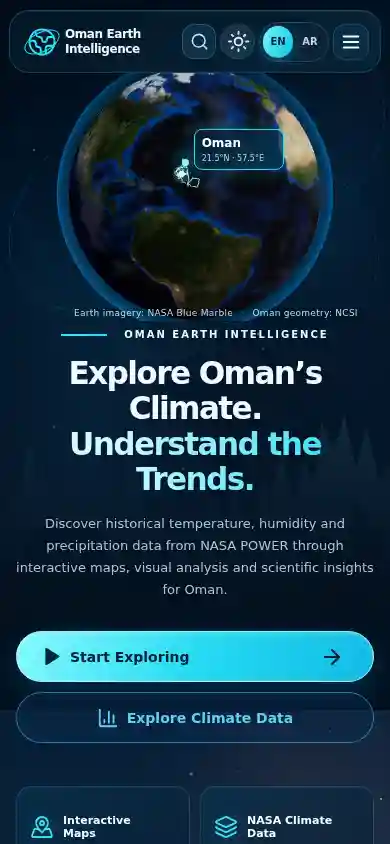 Oman Earth
Intelligence
EN
AR
Oman
21.5°N · 57.5°E
Earth imagery: NASA Blue Marble
Oman geometry: NCSI
OMAN EARTH INTELLIGENCE
Explore Oman’s
Climate.
Understand the
Trends.
Discover historical temperature, humidity and
precipitation data from NASA POWER through
interactive maps, visual analysis and scientific insights
for Oman.
Start Exploring
Explore Climate Data
Interactive
Maps
NASA Climate
Data